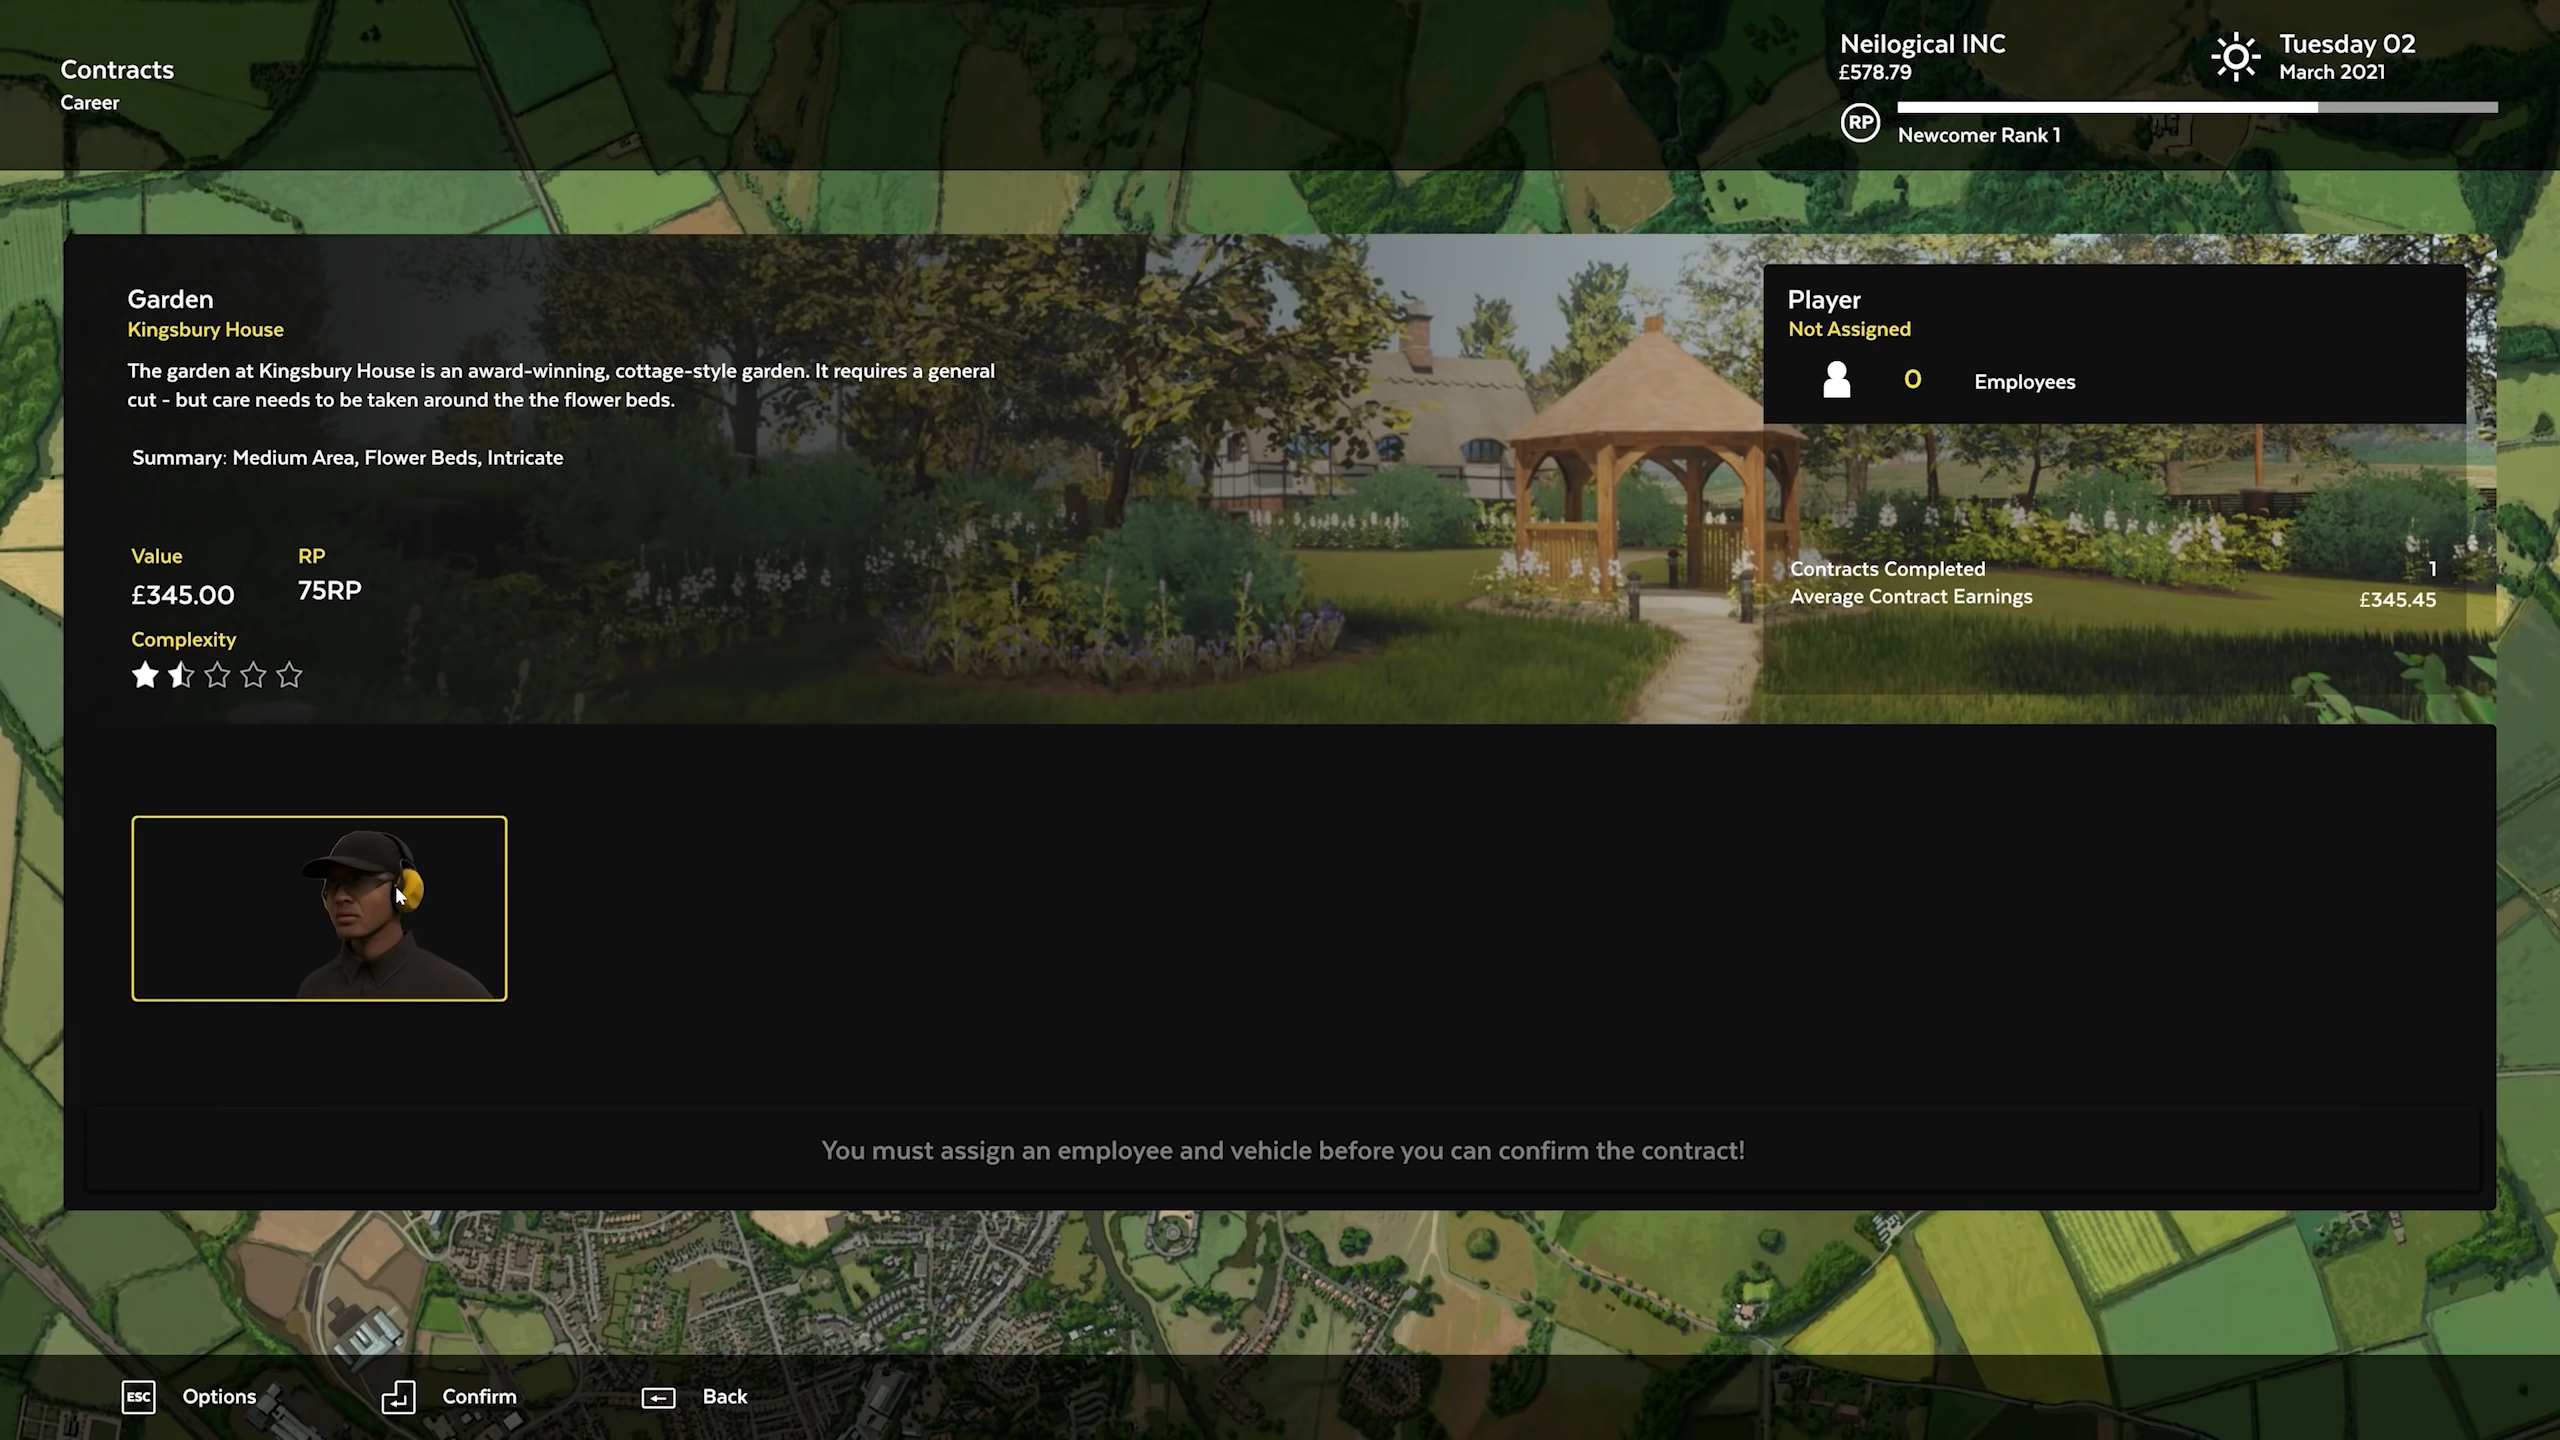 Contracts
Career
Neilogical INC
£578.79
RP
Newcomer Rank 1
Tuesday 02
March 2021
Garden
Kingsbury House
The garden at Kingsbury House is an award-winning, cottage-style garden. It requires a general
cut - but care needs to be taken around the the flower beds.
Summary: Medium Area, Flower Beds, Intricate
Value
RP
£345.00
75RP
Complexity
Player
Not Assigned
0 Employees
Contracts Completed 1
Average Contract Earnings £345.45
You must assign an employee and vehicle before you can confirm the contract!
ESC Options
Confirm
Back